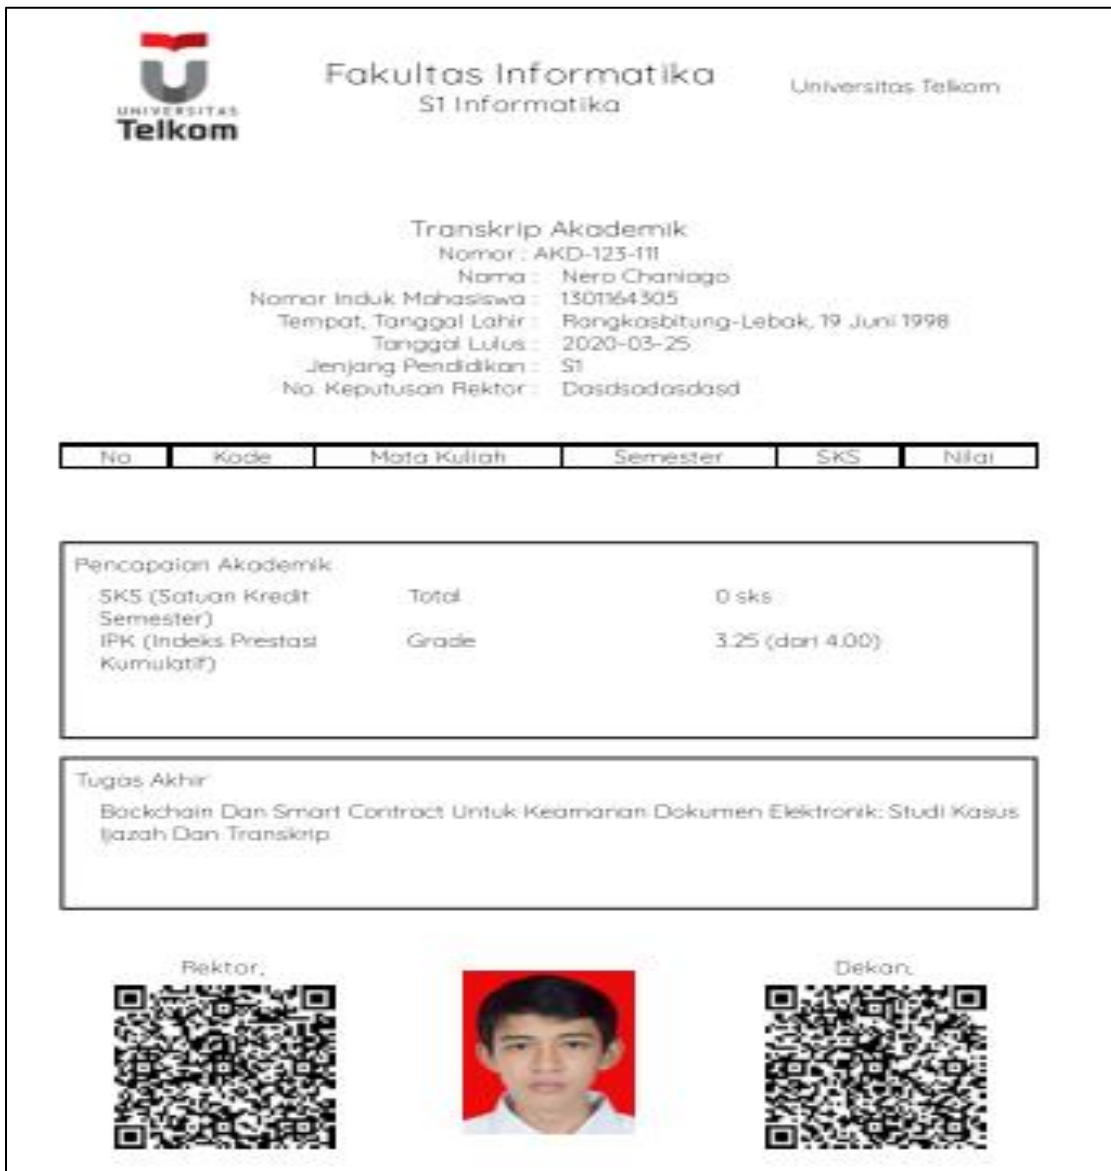 UNIVERSITAS
Telkom
Fakultas Informatika
S1 Informatika
Universitas Telkom
Transkrip Akademik
Nomor : AKD-123-111
Nama : Nero Chaniago
Nomor Induk Mahasiswa : 1301164305
Tempat, Tanggal Lahir : Rangkasbitung-Lebak, 19 Juni 1998
Tanggal Lulus : 2020-03-25
Jenjang Pendidikan : S1
No. Keputusan Rektor : Dasdsadasdasd
No Kode Mata Kuliah Semester SKS Nilai
Pencapaian Akademik
SKS (Satuan Kredit Semester) Total 0 sks
IPK (Indeks Prestasi Kumulatif) Grade 3.25 (dari 4.00)
Tugas Akhir
Bockchain Dan Smart Contract Untuk Keamanan Dokumen Elektronik: Studi Kasus
Ijazah Dan Transkrip
Rektor,
Dekan,